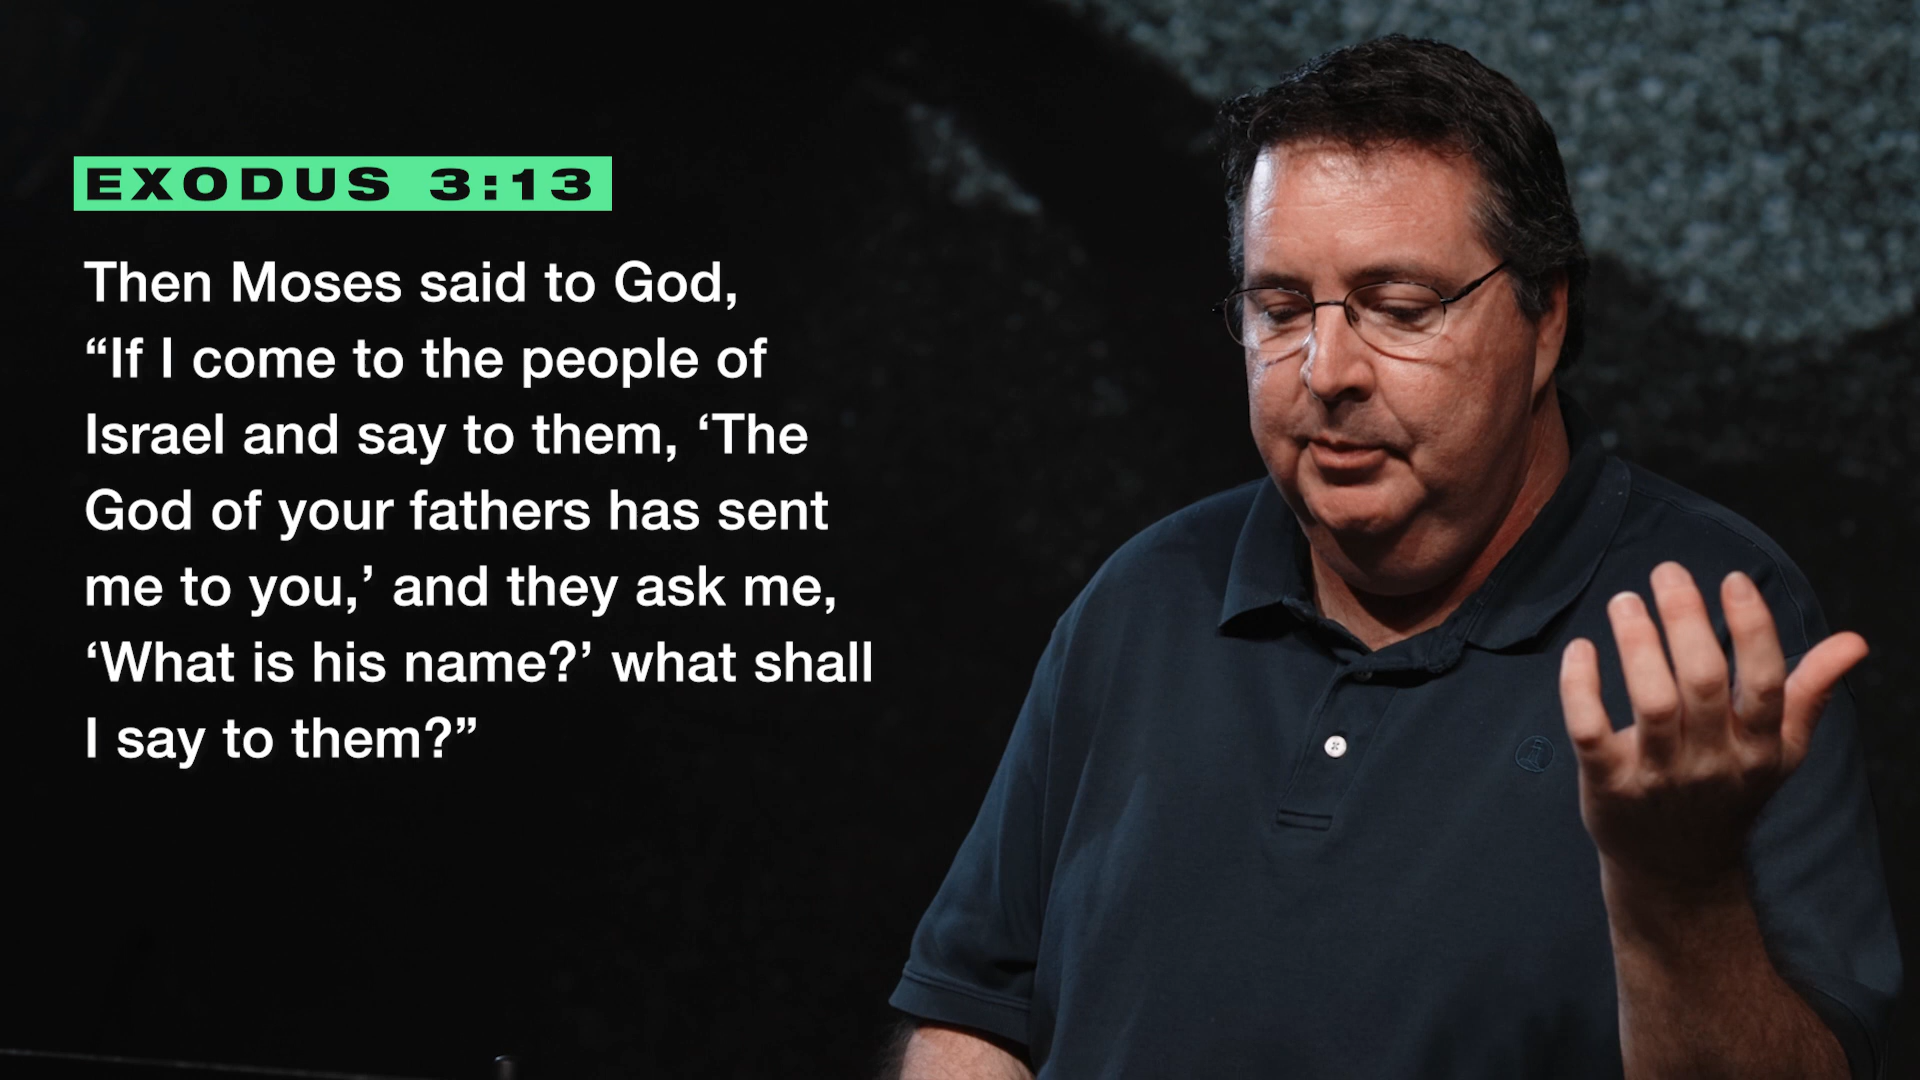 EXODUS 3:13
Then Moses said to God,
“If I come to the people of
Israel and say to them, ‘The
God of your fathers has sent
me to you,’ and they ask me,
‘What is his name?’ what shall
I say to them?”